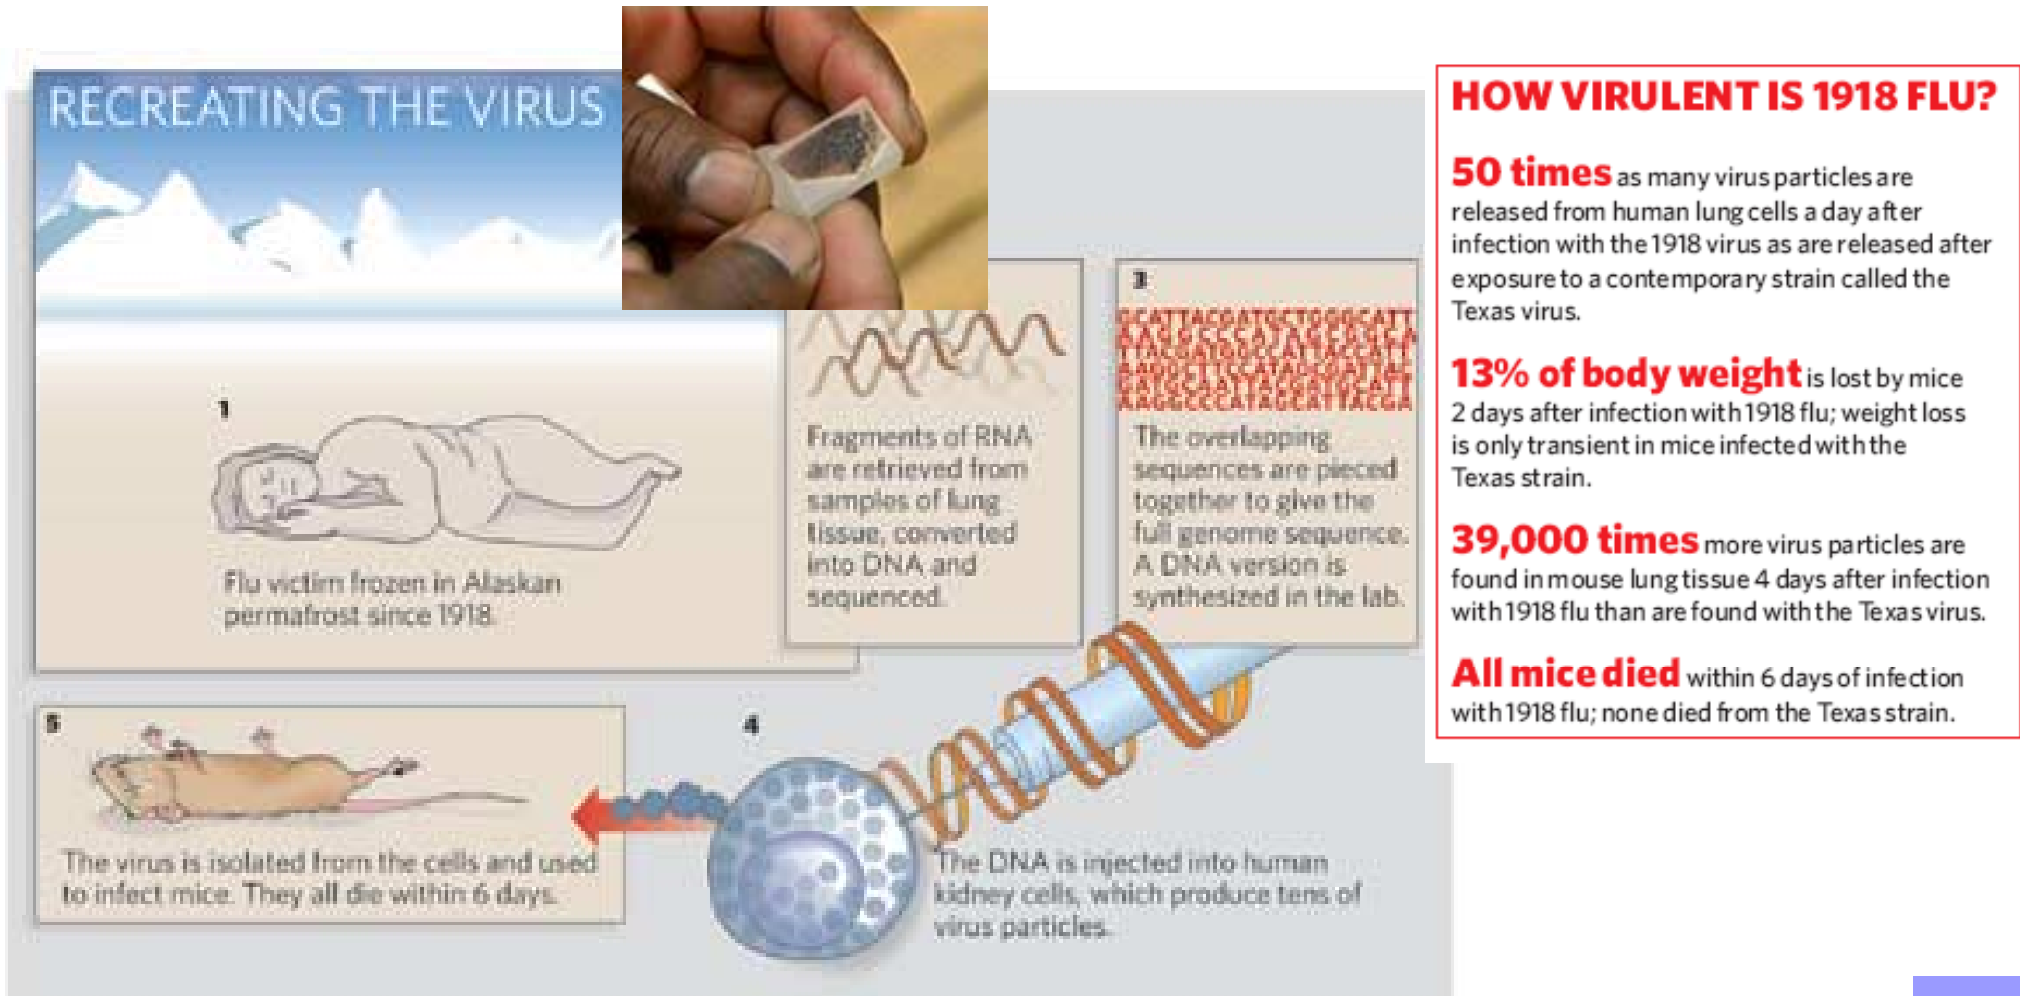 RECREATING THE VIRUS
1
Flu victim frozen in Alaskan
permafrost since 1918.
Fragments of RNA
are retrieved from
samples of lung
tissue, converted
into DNA and
sequenced.
3
GCATTACGATGCTGGGCATT
AAGGCCCATAGCATTACGA
The overlapping
sequences are pieced
together to give the
full genome sequence.
A DNA version is
synthesized in the lab.
4
The DNA is injected into human
kidney cells, which produce tens of
virus particles.
5
The virus is isolated from the cells and used
to infect mice. They all die within 6 days.
HOW VIRULENT IS 1918 FLU?
50 times as many virus particles are
released from human lung cells a day after
infection with the 1918 virus as are released after
exposure to a contemporary strain called the
Texas virus.
13% of body weight is lost by mice
2 days after infection with 1918 flu; weight loss
is only transient in mice infected with the
Texas strain.
39,000 times more virus particles are
found in mouse lung tissue 4 days after infection
with 1918 flu than are found with the Texas virus.
All mice died within 6 days of infection
with 1918 flu; none died from the Texas strain.